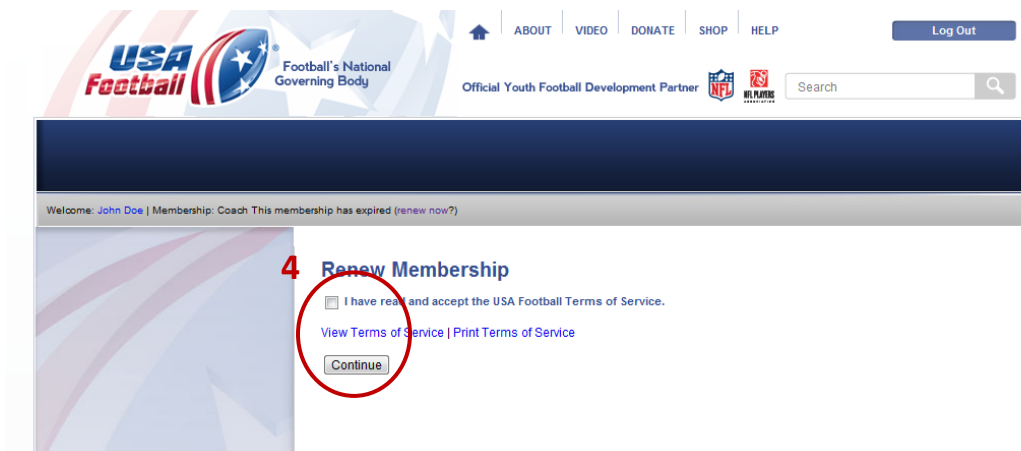 ABOUT VIDEO DONATE SHOP HELP
Log Out
USA
Football
Football's National
Governing Body
Official Youth Football Development Partner
NFL
NFL PLAYERS
ASSOCIATION
Search
Welcome: John Doe | Membership: Coach This membership has expired (renew now?)
4
Renew Membership
I have read and accept the USA Football Terms of Service.
View Terms of Service | Print Terms of Service
Continue